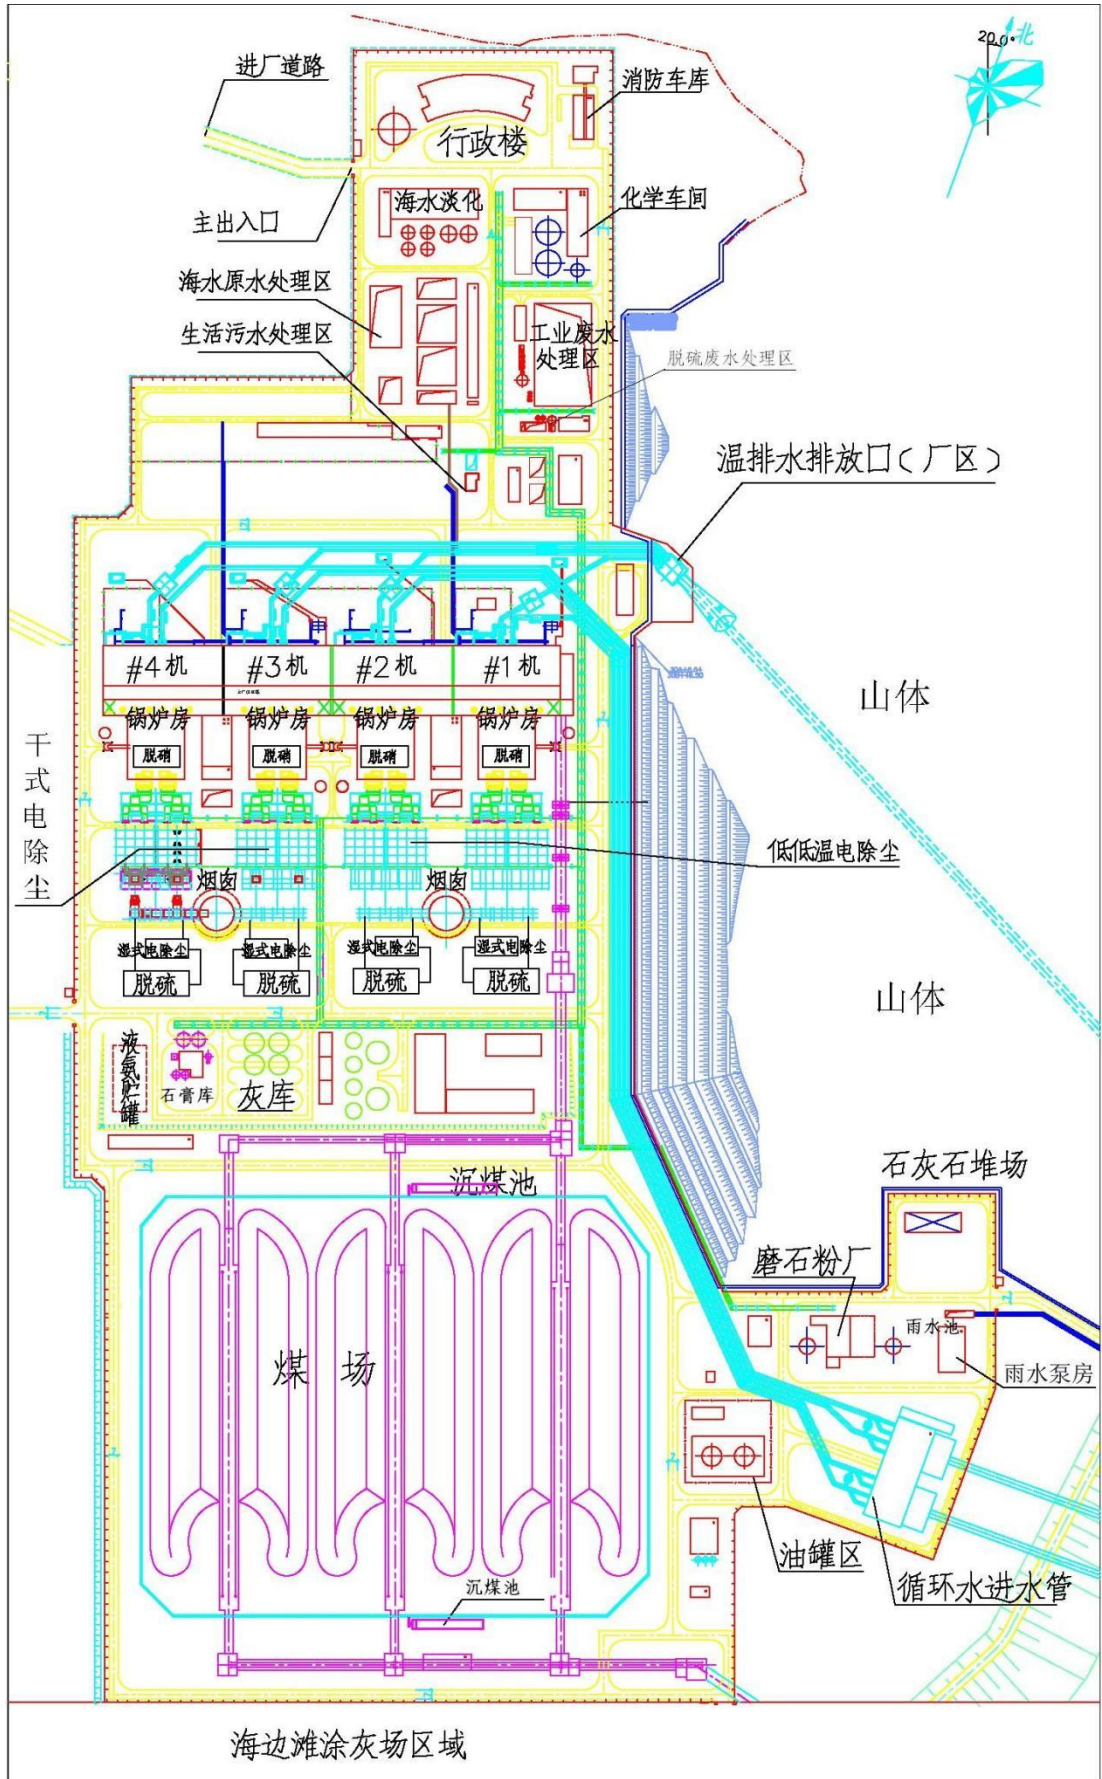 进厂道路
消防车库
20.0°
北
行政楼
海水淡化
化学车间
主出入口
海水原水处理区
生活污水处理区
工业废水
处理区
脱硫废水处理区
温排水排放口(厂区)
#4机
#3机
#2机
#1机
山体
锅炉房
锅炉房
锅炉房
锅炉房
脱硝
脱硝
脱硝
脱硝
干式电除尘
低低温电除尘
烟囱
烟囱
湿式电除尘
湿式电除尘
湿式电除尘
湿式电除尘
脱硫
脱硫
脱硫
脱硫
山体
液氨贮罐
石膏库
灰库
沉煤池
石灰石堆场
磨石粉厂
雨水池
雨水泵房
煤场
油罐区
沉煤池
循环水进水管
海边滩涂灰场区域